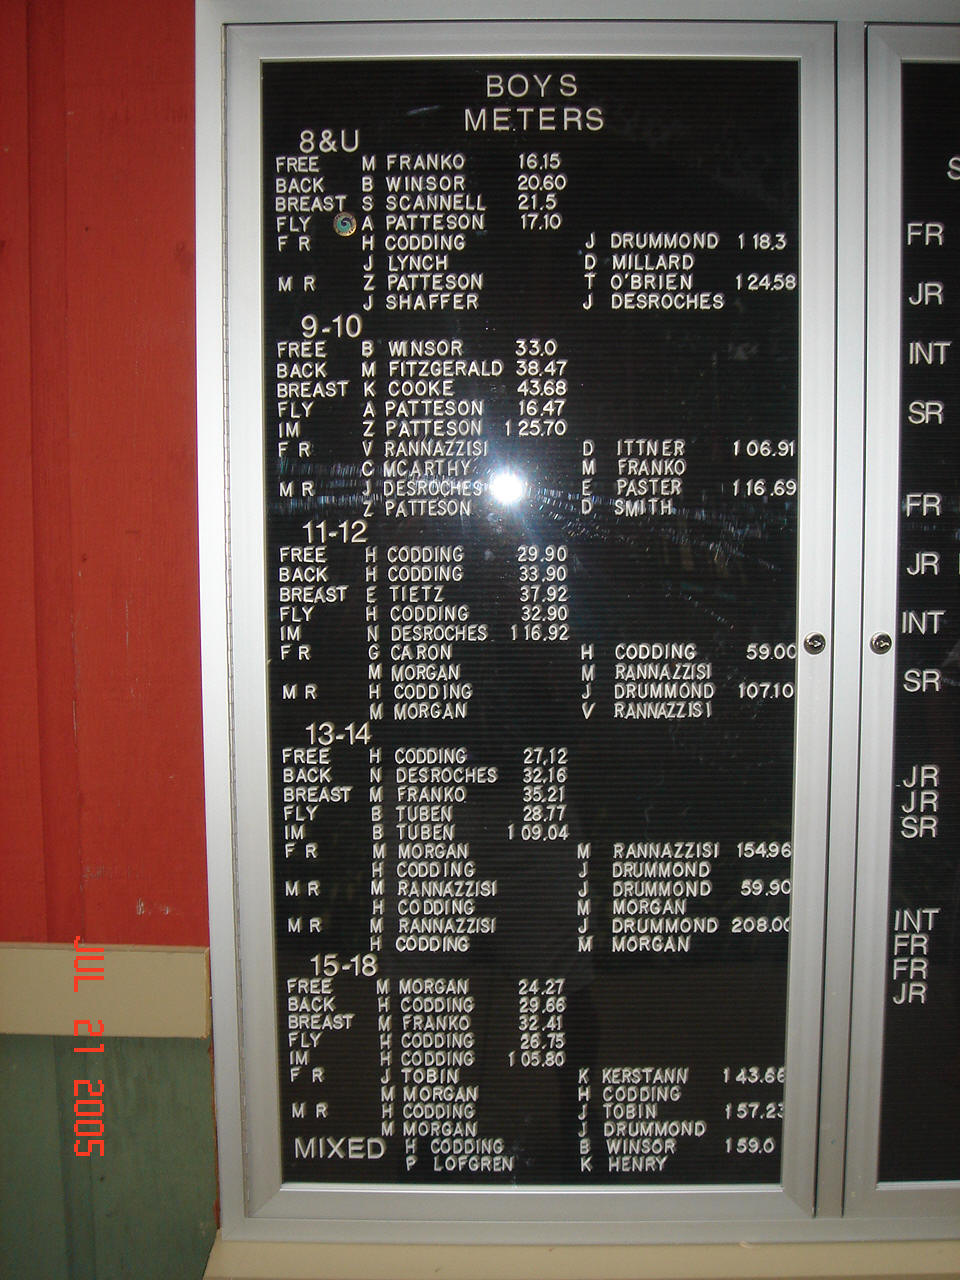 BOYS
METERS
8&U
FREE M FRANKO 16.15
BACK B WINSOR 20.60
BREAST S SCANNELL 21.5
FLY A PATTESON 17.10
F R H CODDING J DRUMMOND 1 18.3
J LYNCH D MILLARD
M R Z PATTESON T O'BRIEN 1 24.58
J SHAFFER J DESROCHES
9-10
FREE B WINSOR 33.0
BACK M FITZGERALD 38.47
BREAST K COOKE 43.68
FLY A PATTESON 16.47
IM Z PATTESON 1 25.70
F R V RANNAZZISI D ITTNER 1 06.91
C MCARTHY M FRANKO
M R J DESROCHES E PASTER 1 16.69
Z PATTESON D SMITH
11-12
FREE H CODDING 29.90
BACK H CODDING 33.90
BREAST E TIETZ 37.92
FLY H CODDING 32.90
IM N DESROCHES 1 16.92
F R G CARON H CODDING 59.00
M MORGAN M RANNAZZISI
M R H CODDING J DRUMMOND 107.10
M MORGAN V RANNAZZISI
13-14
FREE H CODDING 27.12
BACK N DESROCHES 32.16
BREAST M FRANKO 35.21
FLY B TUBEN 28.77
IM B TUBEN 1 09.04
F R M MORGAN M RANNAZZISI 154.96
H CODDING J DRUMMOND
M R M RANNAZZISI J DRUMMOND 59.90
H CODDING M MORGAN
M R M RANNAZZISI J DRUMMOND 208.00
H CODDING M MORGAN
15-18
FREE M MORGAN 24.27
BACK H CODDING 29.66
BREAST M FRANKO 32.41
FLY H CODDING 26.75
IM H CODDING 1 05.80
F R J TOBIN K KERSTANN 1 43.66
M MORGAN H CODDING
M R H CODDING J TOBIN 1 57.23
M MORGAN J DRUMMOND
MIXED H CODDING B WINSOR 1 59.0
P LOFGREN K HENRY
S
FR
JR
INT
SR
FR
JR
INT
SR
JR
JR
SR
INT
FR
FR
JR
JUL 21 2005